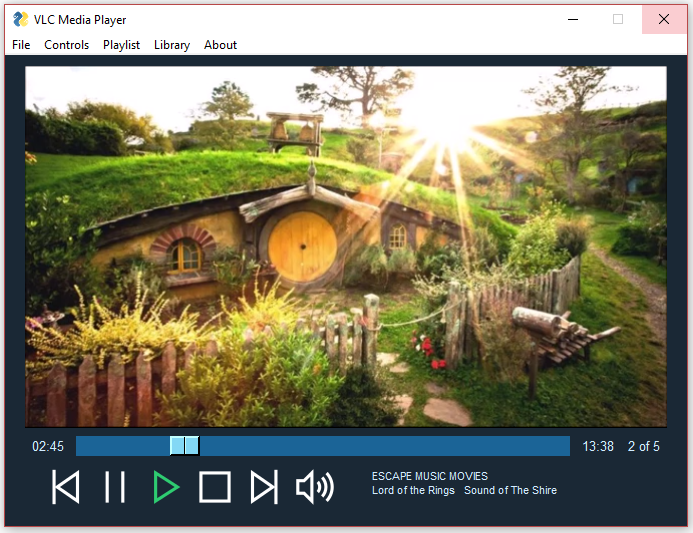 VLC Media Player
File Controls Playlist Library About
02:45 13:38 2 of 5
ESCAPE MUSIC MOVIES
Lord of the Rings Sound of The Shire